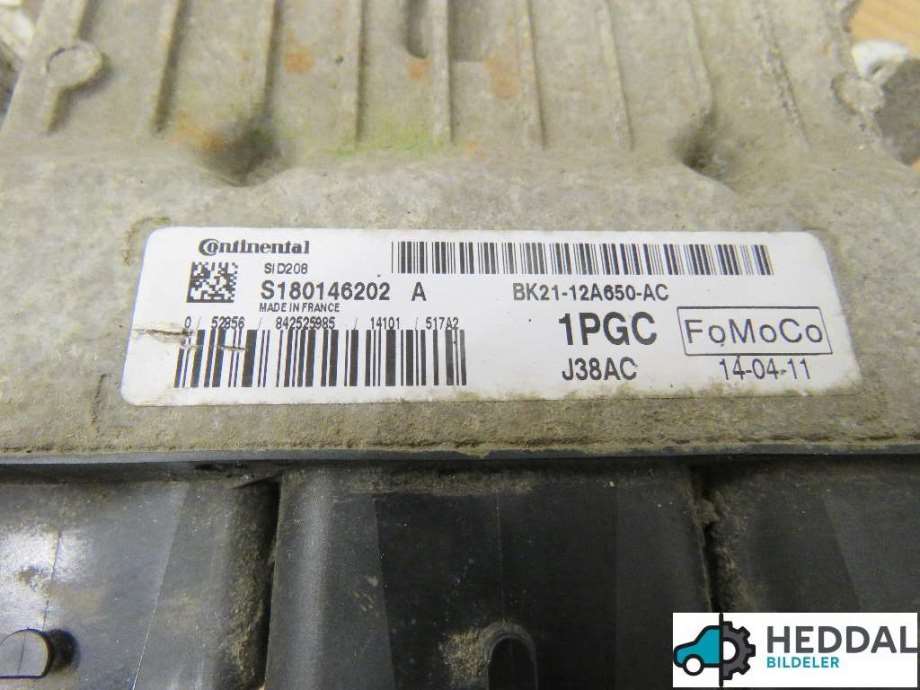 Continental
SID208
S180146202 A
MADE IN FRANCE
0 / 52956 / 842525985 / 14101 / 517A2
BK21-12A650-AC
1PGC FoMoCo
J38AC 14-04-11
HEDDAL
BILDELER